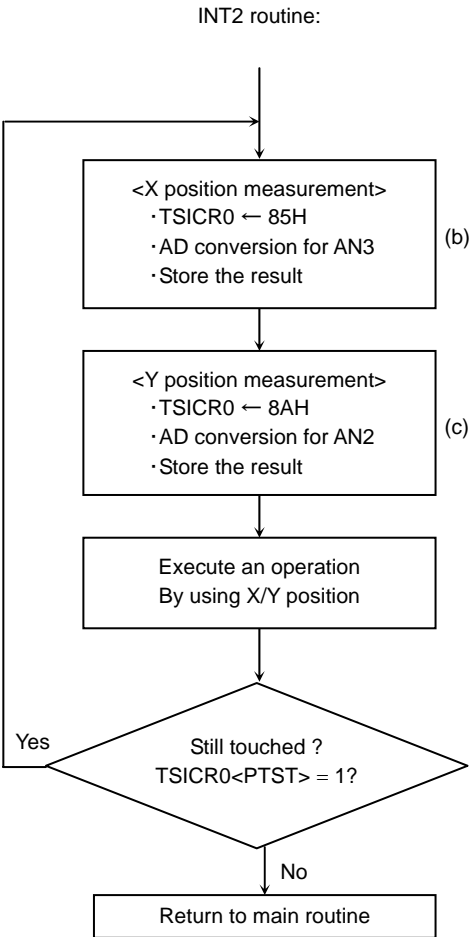 INT2 routine:
<X position measurement>
･TSICR0 ← 85H
･AD conversion for AN3
･Store the result
(b)
<Y position measurement>
･TSICR0 ← 8AH
･AD conversion for AN2
･Store the result
(c)
Execute an operation
By using X/Y position
Yes
Still touched ?
TSICR0<PTST> = 1?
No
Return to main routine